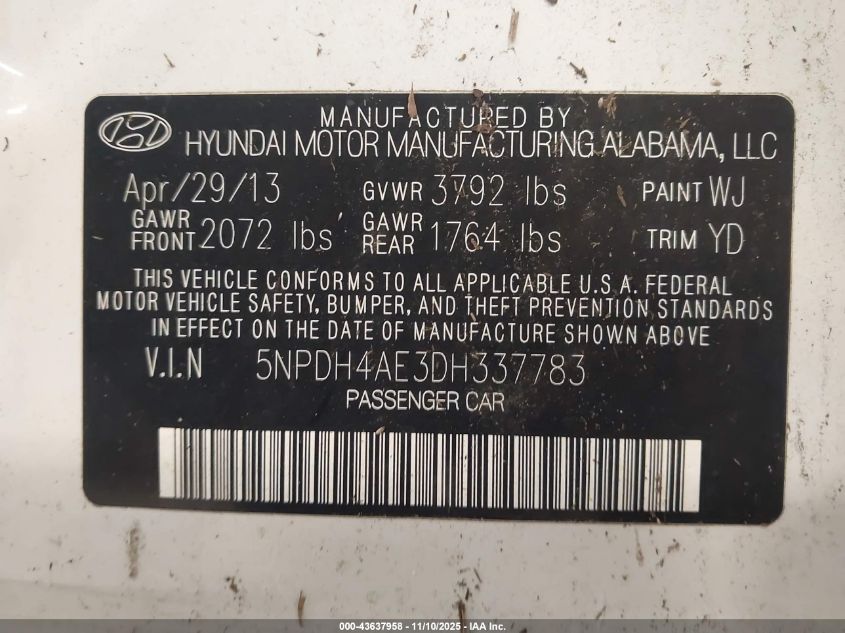 MANUFACTURED BY
HYUNDAI MOTOR MANUFACTURING ALABAMA, LLC
Apr/29/13 GVWR 3792 lbs PAINT WJ
GAWR FRONT 2072 lbs GAWR REAR 1764 lbs TRIM YD
THIS VEHICLE CONFORMS TO ALL APPLICABLE U.S.A. FEDERAL
MOTOR VEHICLE SAFETY, BUMPER, AND THEFT PREVENTION STANDARDS
IN EFFECT ON THE DATE OF MANUFACTURE SHOWN ABOVE
V.I.N 5NPDH4AE3DH337783
PASSENGER CAR
000-43637958 - 11/10/2025 - IAA Inc.